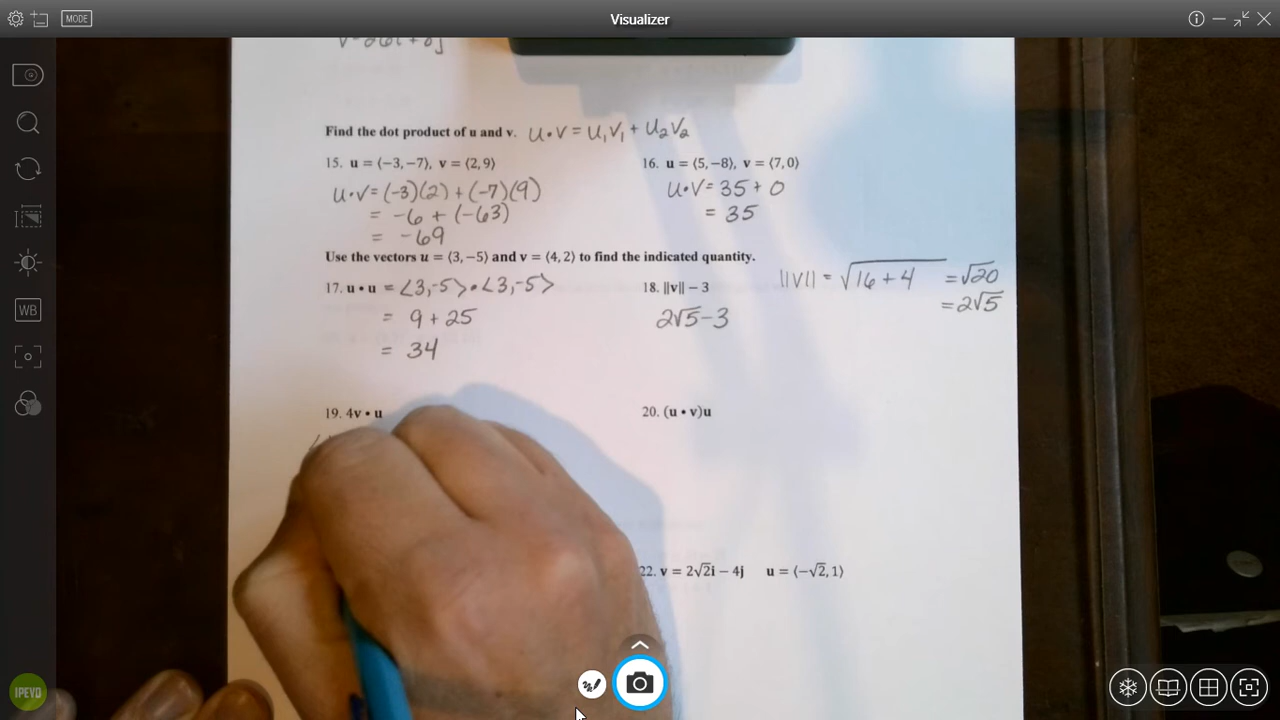 Visualizer
MODE
Find the dot product of u and v. u•v = u₁v₁ + u₂v₂
15. u = ⟨−3, −7⟩, v = ⟨2, 9⟩
u•v = (-3)(2) + (-7)(9)
= -6 + (-63)
= -69
16. u = ⟨5, −8⟩, v = ⟨7, 0⟩
u•v = 35 + 0
= 35
Use the vectors u = ⟨3, −5⟩ and v = ⟨4, 2⟩ to find the indicated quantity.
17. u • u = <3,-5>•<3,-5>
= 9 + 25
= 34
18. ||v|| − 3
||v|| = √16 + 4 = √20
= 2√5
2√5 - 3
19. 4v • u
20. (u • v)u
22. v = 2√2i − 4j u = ⟨−√2, 1⟩
WB
IPEVO